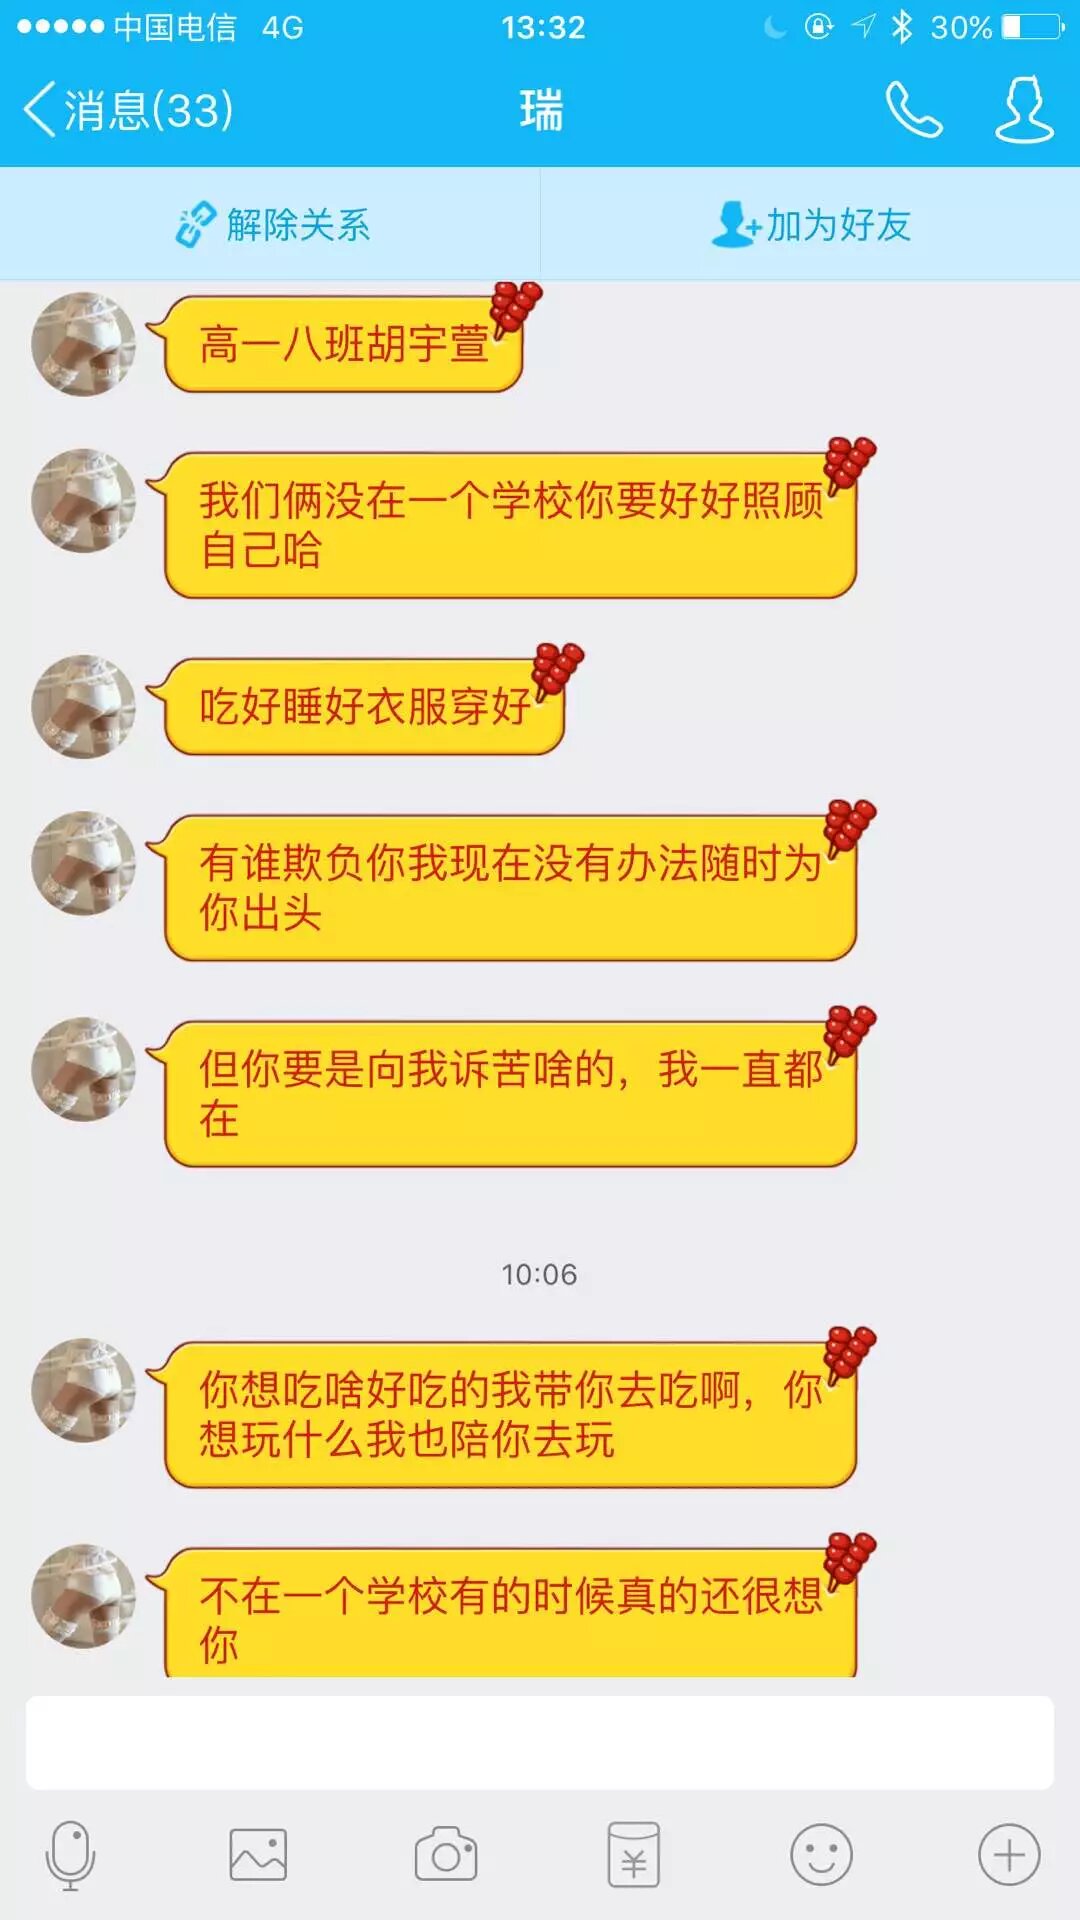 中国电信 4G 13:32 30%
消息(33) 瑞
解除关系 加为好友
高一八班胡宇萱
我们俩没在一个学校你要好好照顾
自己哈
吃好睡好衣服穿好
有谁欺负你我现在没有办法随时为
你出头
但你要是向我诉苦啥的，我一直都
在
10:06
你想吃啥好吃的我带你去吃啊，你
想玩什么我也陪你去玩
不在一个学校有的时候真的还很想
你
¥